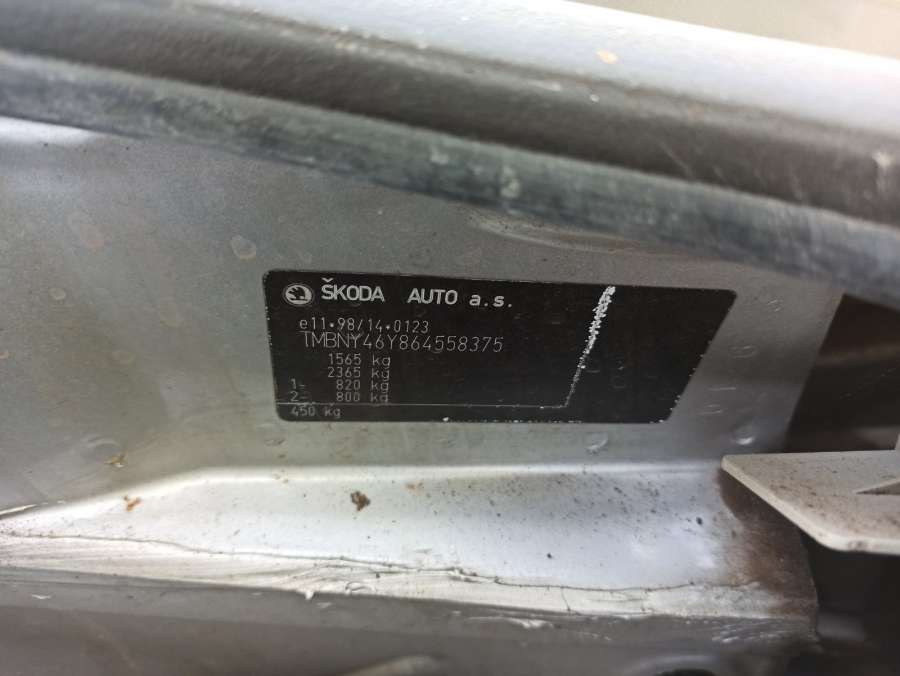 ŠKODA AUTO a.s.
e11*98/14*0123
TMBNY46Y864558375
1565 kg
2365 kg
1- 820 kg
2- 800 kg
450 kg